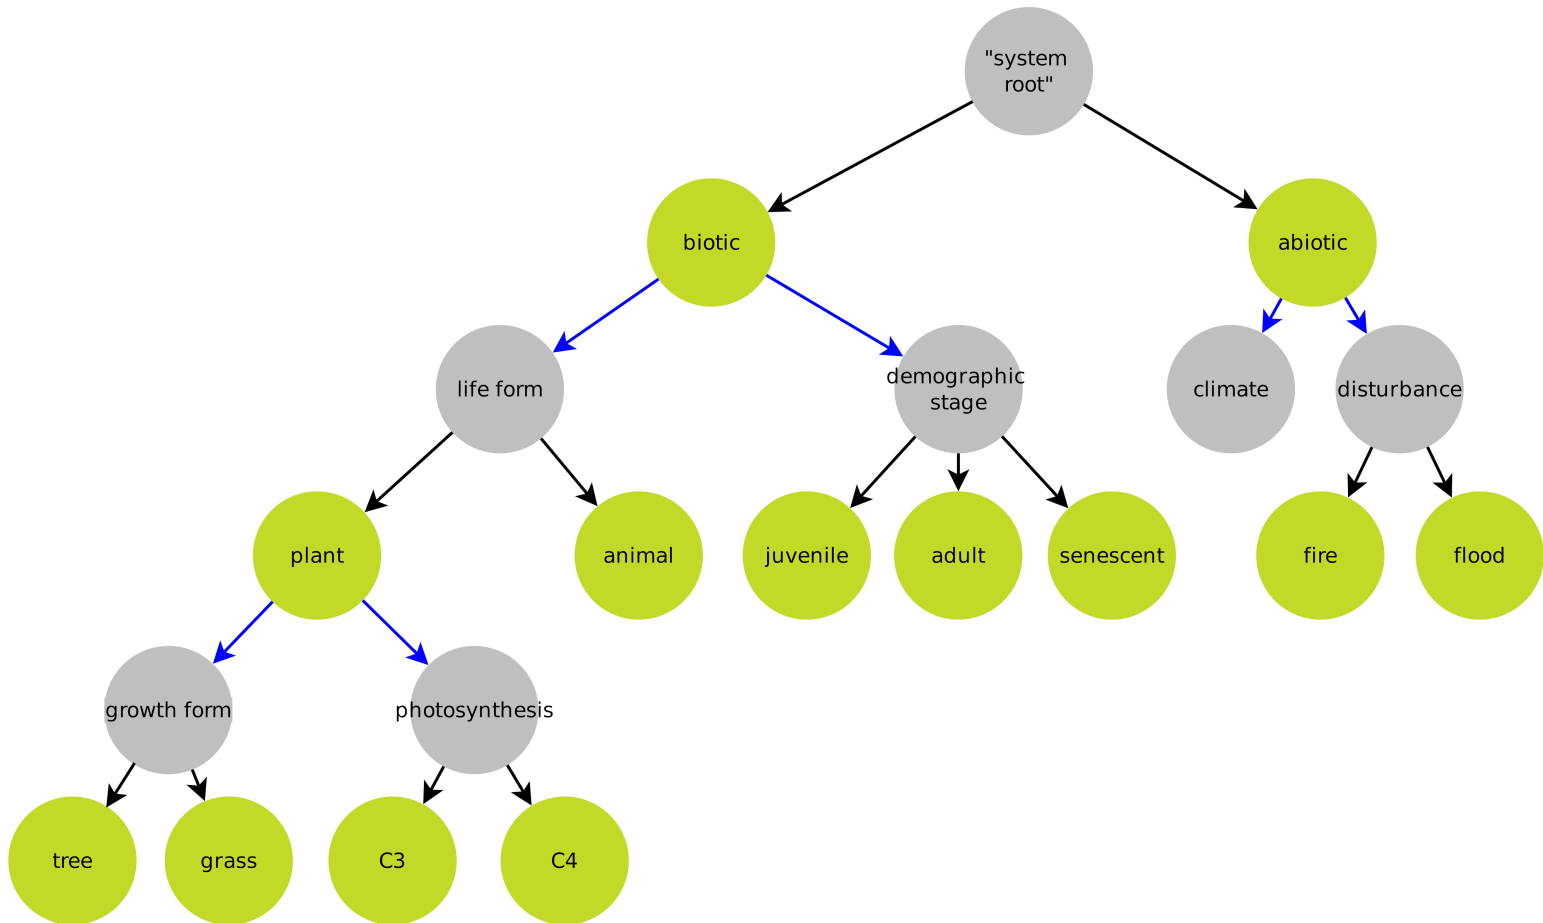 "system
root"
biotic
abiotic
life form
demographic
stage
climate
disturbance
plant
animal
juvenile
adult
senescent
fire
flood
growth form
photosynthesis
tree
grass
C3
C4